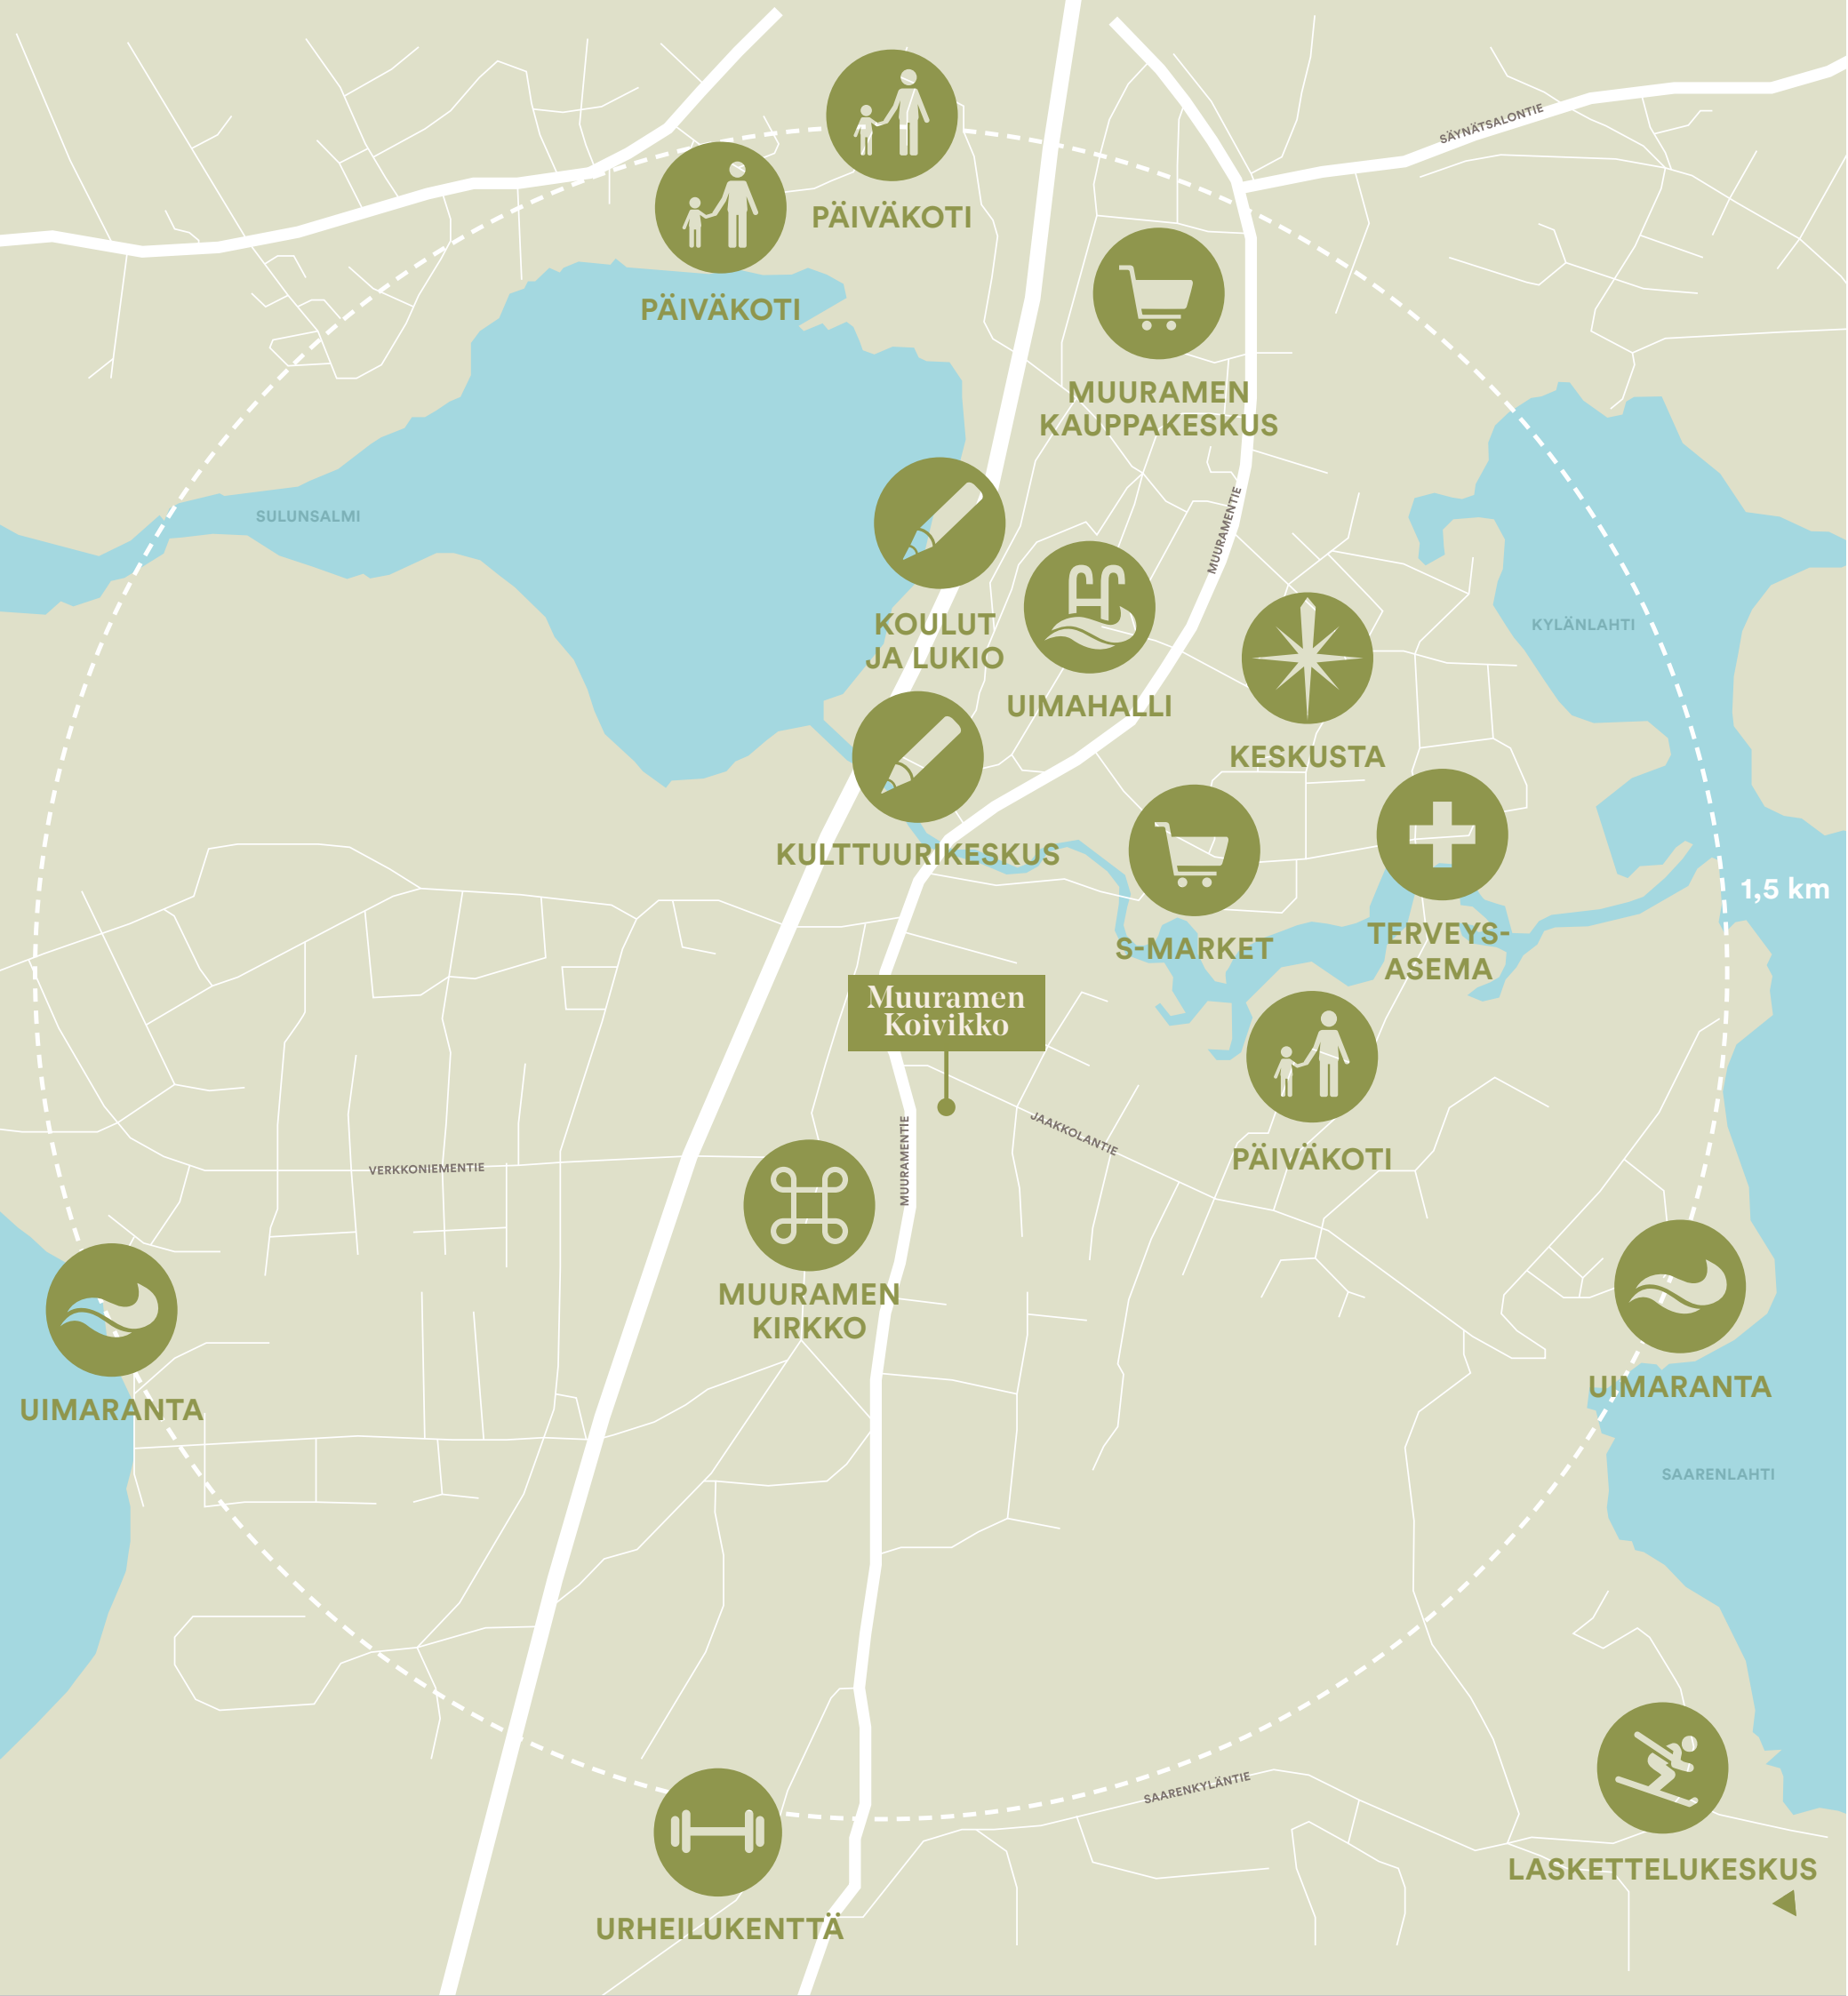 SÄYNÄTSALONTIE
PÄIVÄKOTI
PÄIVÄKOTI
MUURAMEN
KAUPPAKESKUS
SULUNSALMI
MUURAMENTIE
KOULUT
JA LUKIO
KYLÄNLAHTI
UIMAHALLI
KESKUSTA
KULTTUURIKESKUS
1,5 km
S-MARKET
TERVEYS-
ASEMA
Muuramen
Koivikko
JAAKKOLANTIE
MUURAMENTIE
PÄIVÄKOTI
VERKKONIEMENTIE
MUURAMEN
KIRKKO
UIMARANTA
UIMARANTA
SAARENLAHTI
SAARENKYLÄNTIE
LASKETTELUKESKUS
URHEILUKENTTÄ